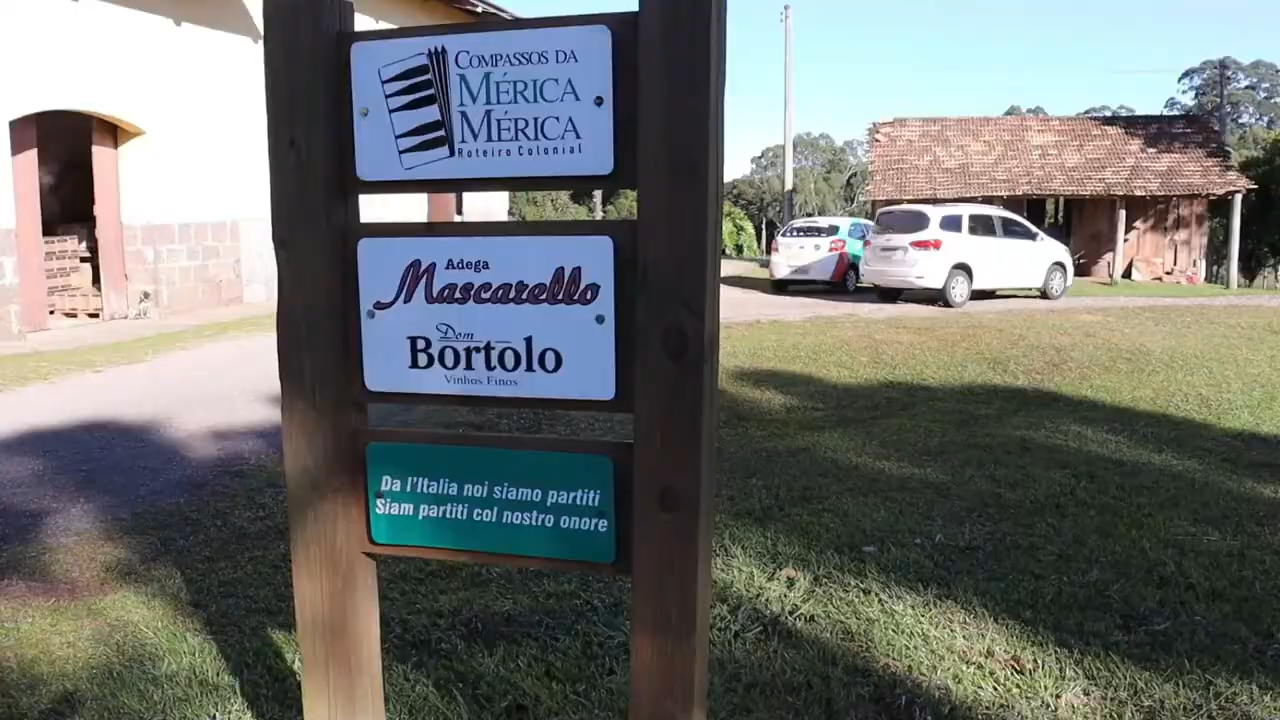 COMPASSOS DA
MÉRICA
MÉRICA
Roteiro Colonial
Adega
Mascarello
Dom
Bortolo
Vinhos Finos
Da l'Italia noi siamo partiti
Siam partiti col nostro onore